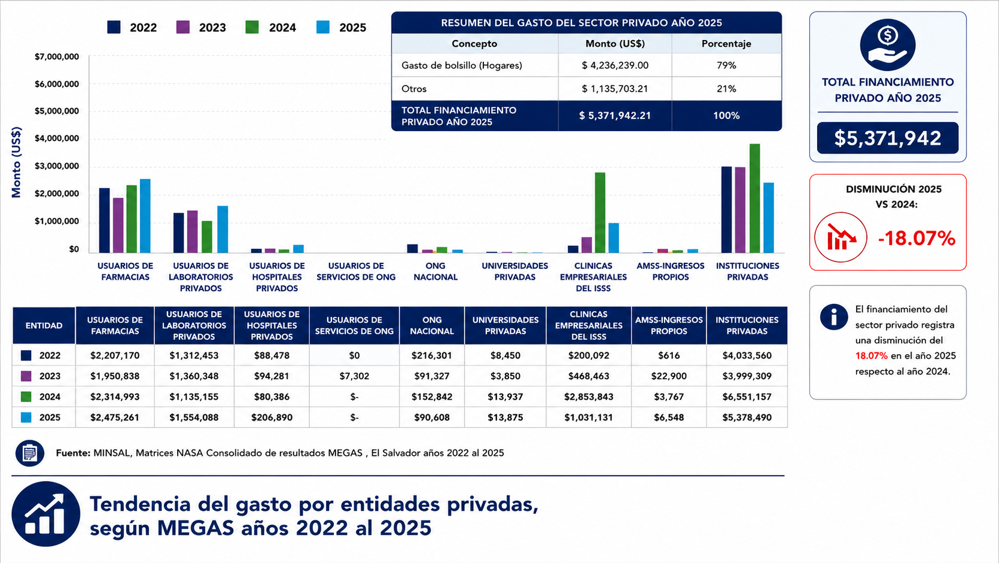 2022 2023 2024 2025
Monto (US$)
$7,000,000
$6,000,000
$5,000,000
$4,000,000
$3,000,000
$2,000,000
$1,000,000
$0
USUARIOS DE
FARMACIAS
USUARIOS DE
LABORATORIOS
PRIVADOS
USUARIOS DE
HOSPITALES
PRIVADOS
USUARIOS DE
SERVICIOS DE ONG
ONG
NACIONAL
UNIVERSIDADES
PRIVADAS
CLINICAS
EMPRESARIALES
DEL ISSS
AMSS-INGRESOS
PROPIOS
INSTITUCIONES
PRIVADAS
RESUMEN DEL GASTO DEL SECTOR PRIVADO AÑO 2025
Concepto Monto (US$) Porcentaje
Gasto de bolsillo (Hogares) $ 4,236,239.00 79%
Otros $ 1,135,703.21 21%
TOTAL FINANCIAMIENTO
PRIVADO AÑO 2025 $ 5,371,942.21 100%
TOTAL FINANCIAMIENTO
PRIVADO AÑO 2025
$5,371,942
DISMINUCIÓN 2025
VS 2024:
-18.07%
El financiamiento del
sector privado registra
una disminución del
18.07% en el año 2025
respecto al año 2024.
ENTIDAD
USUARIOS DE
FARMACIAS
USUARIOS DE
LABORATORIOS
PRIVADOS
USUARIOS DE
HOSPITALES
PRIVADOS
USUARIOS DE
SERVICIOS DE ONG
ONG
NACIONAL
UNIVERSIDADES
PRIVADAS
CLINICAS
EMPRESARIALES
DEL ISSS
AMSS-INGRESOS
PROPIOS
INSTITUCIONES
PRIVADAS
2022 $2,207,170 $1,312,453 $88,478 $0 $216,301 $8,450 $200,092 $616 $4,033,560
2023 $1,950,838 $1,360,348 $94,281 $7,302 $91,327 $3,850 $468,463 $22,900 $3,999,309
2024 $2,314,993 $1,135,155 $80,386 $- $152,842 $13,937 $2,853,843 $3,767 $6,551,157
2025 $2,475,261 $1,554,088 $206,890 $- $90,608 $13,875 $1,031,131 $6,548 $5,378,490
Fuente: MINSAL, Matrices NASA Consolidado de resultados MEGAS , El Salvador años 2022 al 2025
Tendencia del gasto por entidades privadas,
según MEGAS años 2022 al 2025